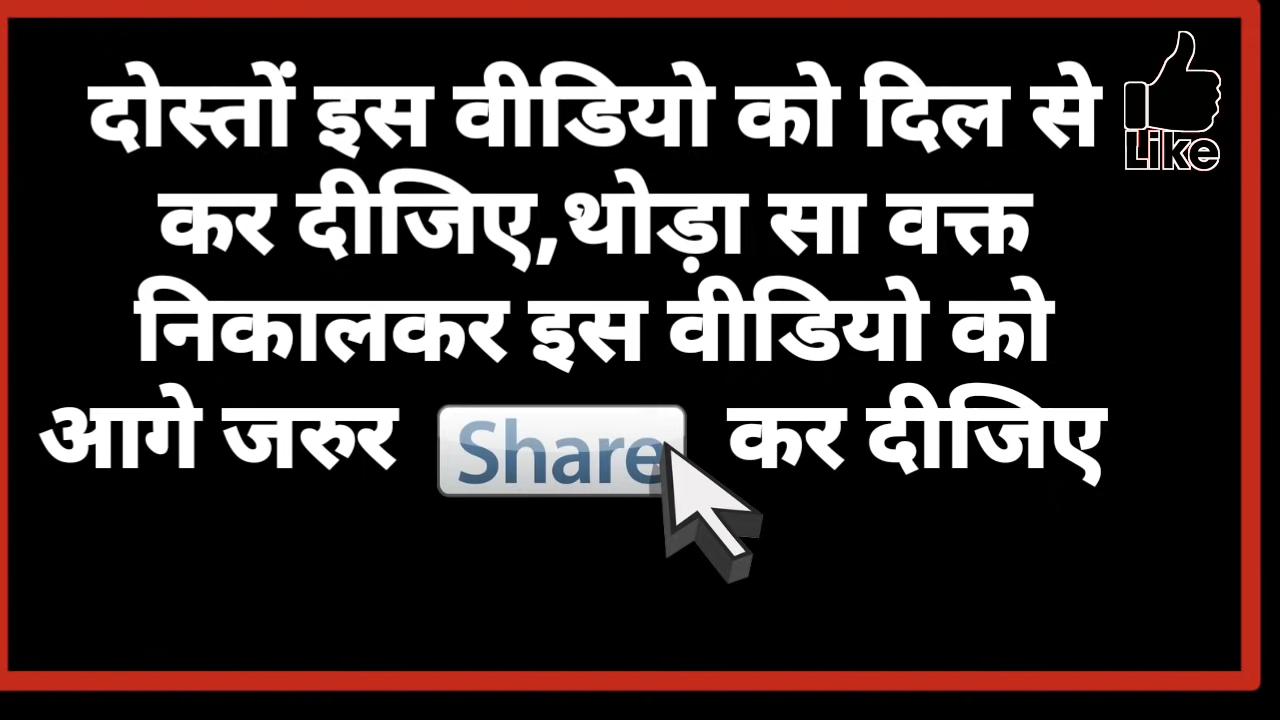 दोस्तों इस वीडियो को दिल से
Like
कर दीजिए,थोड़ा सा वक्त
निकालकर इस वीडियो को
आगे जरुर Share कर दीजिए